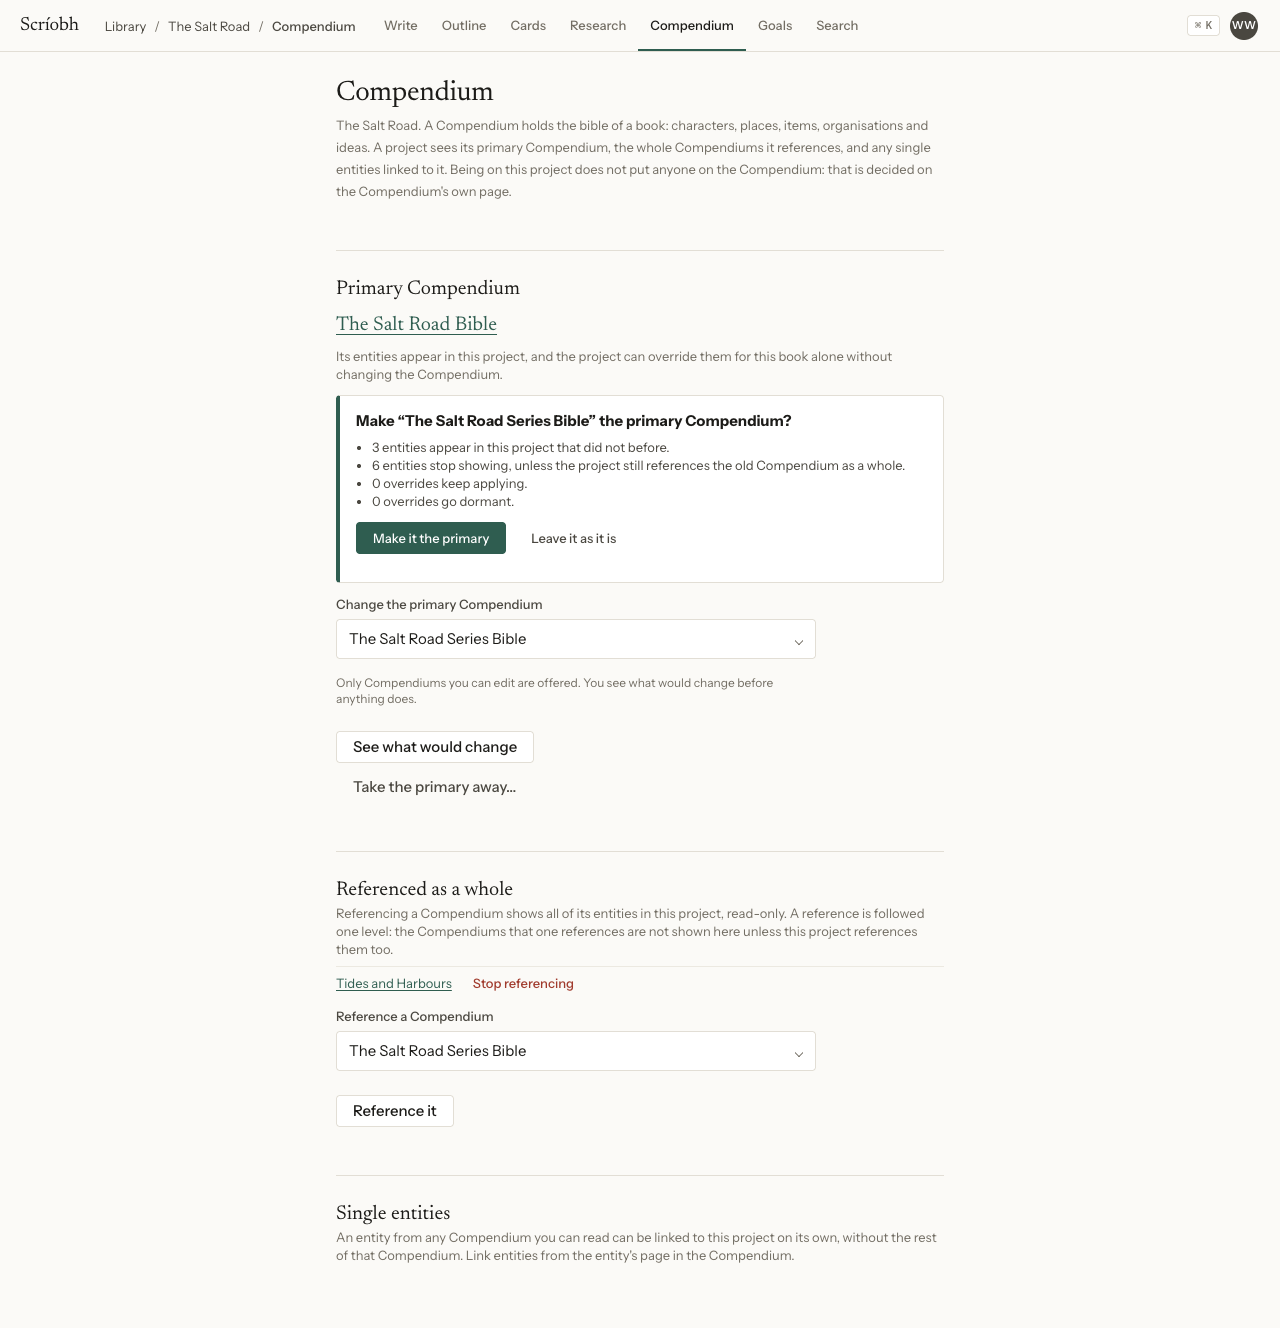 Scríobh
Library / The Salt Road / Compendium
Write
Outline
Cards
Research
Compendium
Goals
Search
⌘ K
WW
Compendium
The Salt Road. A Compendium holds the bible of a book: characters, places, items, organisations and
ideas. A project sees its primary Compendium, the whole Compendiums it references, and any single
entities linked to it. Being on this project does not put anyone on the Compendium: that is decided on
the Compendium's own page.
Primary Compendium
The Salt Road Bible
Its entities appear in this project, and the project can override them for this book alone without
changing the Compendium.
Make “The Salt Road Series Bible” the primary Compendium?
• 3 entities appear in this project that did not before.
• 6 entities stop showing, unless the project still references the old Compendium as a whole.
• 0 overrides keep applying.
• 0 overrides go dormant.
Make it the primary
Leave it as it is
Change the primary Compendium
The Salt Road Series Bible
Only Compendiums you can edit are offered. You see what would change before
anything does.
See what would change
Take the primary away…
Referenced as a whole
Referencing a Compendium shows all of its entities in this project, read-only. A reference is followed
one level: the Compendiums that one references are not shown here unless this project references
them too.
Tides and Harbours
Stop referencing
Reference a Compendium
The Salt Road Series Bible
Reference it
Single entities
An entity from any Compendium you can read can be linked to this project on its own, without the rest
of that Compendium. Link entities from the entity's page in the Compendium.